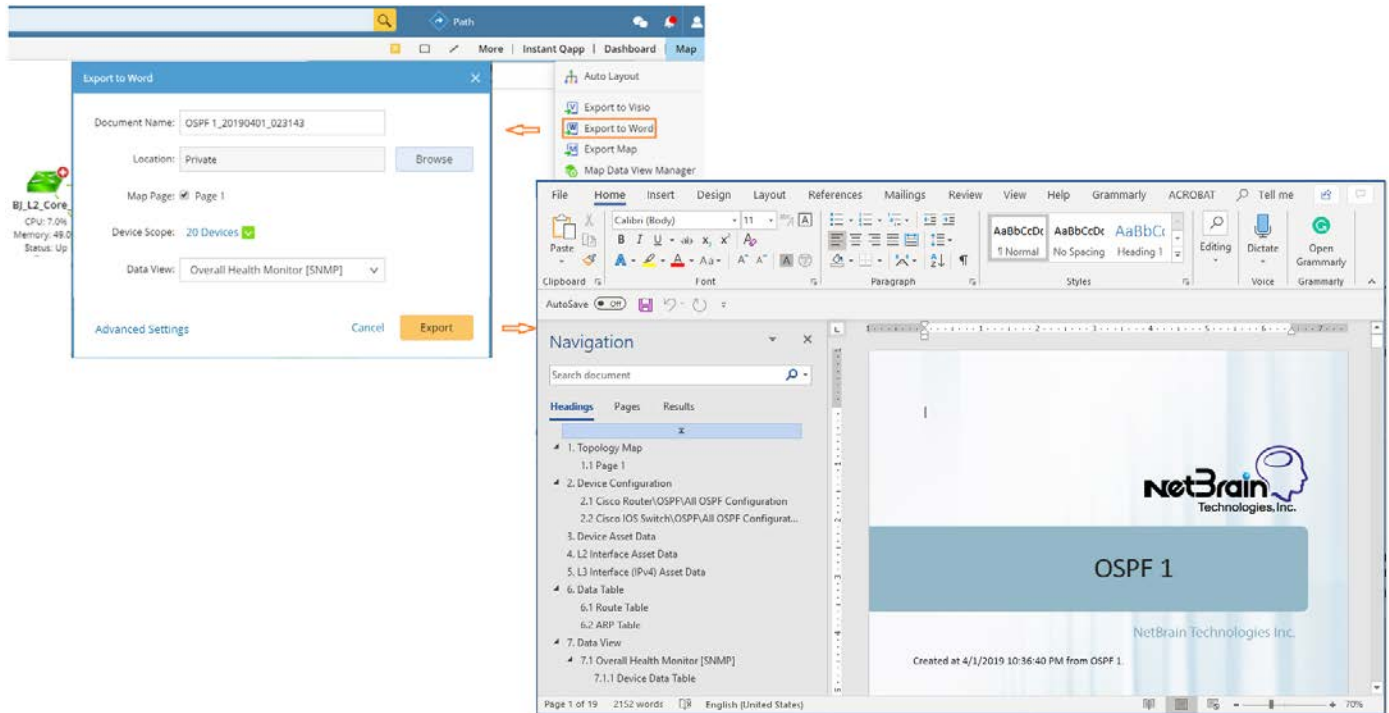 Path
More | Instant Qapp | Dashboard | Map
Export to Word
Document Name: OSPF 1_20190401_023143
Location: Private Browse
Map Page: Page 1
Device Scope: 20 Devices
Data View: Overall Health Monitor [SNMP]
Advanced Settings Cancel Export
BJ_L2_Core_
CPU: 7.0%
Memory: 49.0
Status: Up
Auto Layout
Export to Visio
Export to Word
Export Map
Map Data View Manager
File Home Insert Design Layout References Mailings Review View Help Grammarly ACROBAT Tell me
Paste
Calibri (Body) 11
AaBbCcDc AaBbCcDc AaBbCc
¶ Normal No Spacing Heading 1
Editing
Dictate
Open
Grammarly
Clipboard Font Paragraph Styles Voice Grammarly
AutoSave Off
Navigation
Search document
Headings Pages Results
1. Topology Map
1.1 Page 1
2. Device Configuration
2.1 Cisco Router\OSPF\All OSPF Configuration
2.2 Cisco IOS Switch\OSPF\All OSPF Configurat...
3. Device Asset Data
4. L2 Interface Asset Data
5. L3 Interface (IPv4) Asset Data
6. Data Table
6.1 Route Table
6.2 ARP Table
7. Data View
7.1 Overall Health Monitor [SNMP]
7.1.1 Device Data Table
NetBrain
Technologies, Inc.
OSPF 1
NetBrain Technologies Inc.
Created at 4/1/2019 10:36:40 PM from OSPF 1.
Page 1 of 19 2152 words English (United States) 70%